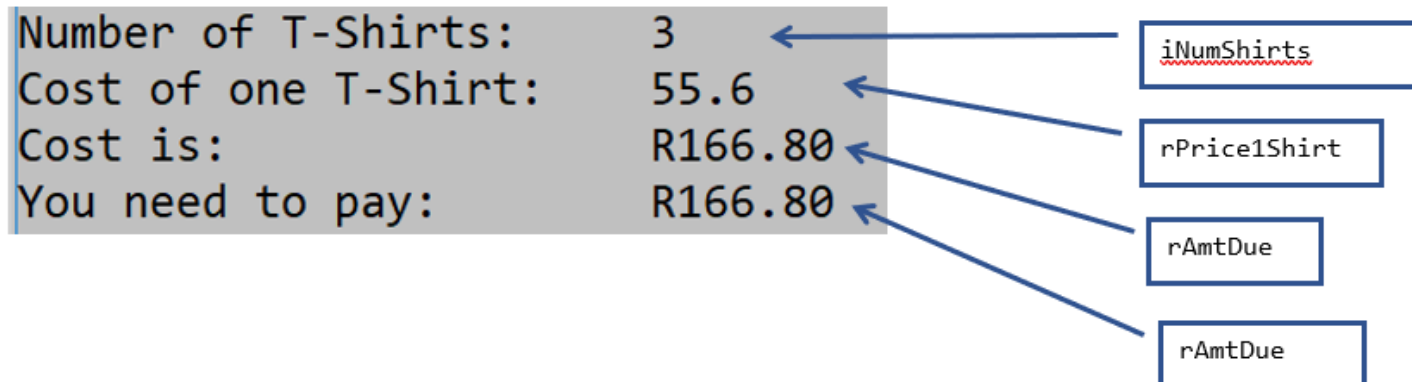 Number of T-Shirts: 3
iNumShirts
Cost of one T-Shirt: 55.6
rPrice1Shirt
Cost is: R166.80
rAmtDue
You need to pay: R166.80
rAmtDue